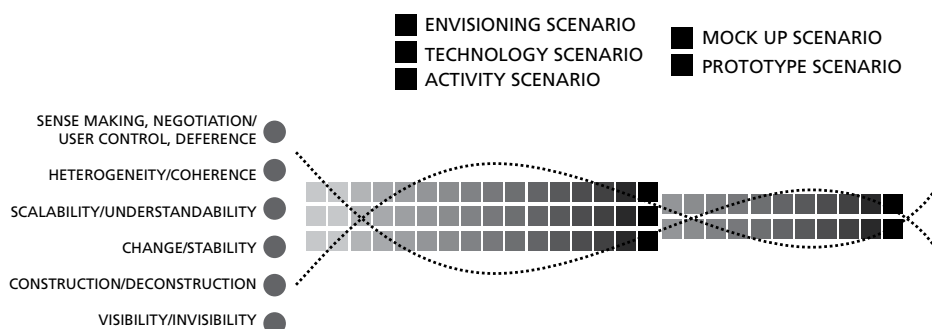 ENVISIONING SCENARIO
TECHNOLOGY SCENARIO
ACTIVITY SCENARIO
MOCK UP SCENARIO
PROTOTYPE SCENARIO
SENSE MAKING, NEGOTIATION/
USER CONTROL, DEFERENCE
HETEROGENEITY/COHERENCE
SCALABILITY/UNDERSTANDABILITY
CHANGE/STABILITY
CONSTRUCTION/DECONSTRUCTION
VISIBILITY/INVISIBILITY